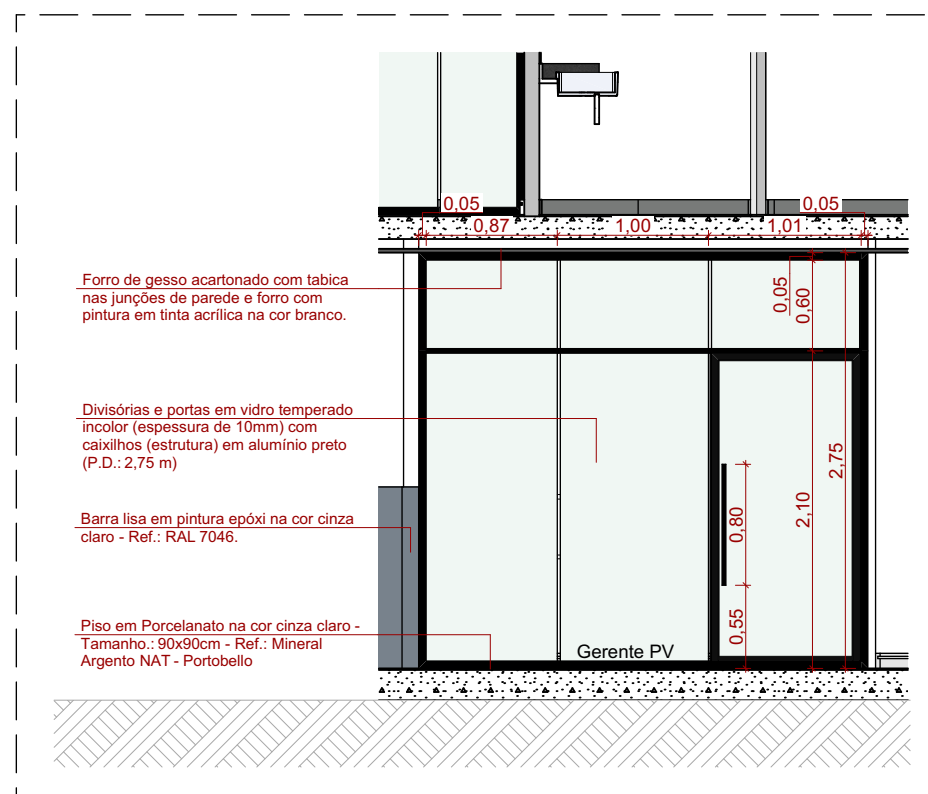 0,05
0,05
0,87
1,00
1,01
Forro de gesso acartonado com tabica
nas junções de parede e forro com
pintura em tinta acrílica na cor branco.
0,05
0,60
Divisórias e portas em vidro temperado
incolor (espessura de 10mm) com
caixilhos (estrutura) em alumínio preto
(P.D.: 2,75 m)
2,75
2,10
0,80
Barra lisa em pintura epóxi na cor cinza
claro - Ref.: RAL 7046.
0,55
Piso em Porcelanato na cor cinza claro -
Tamanho.: 90x90cm - Ref.: Mineral
Argento NAT - Portobello
Gerente PV